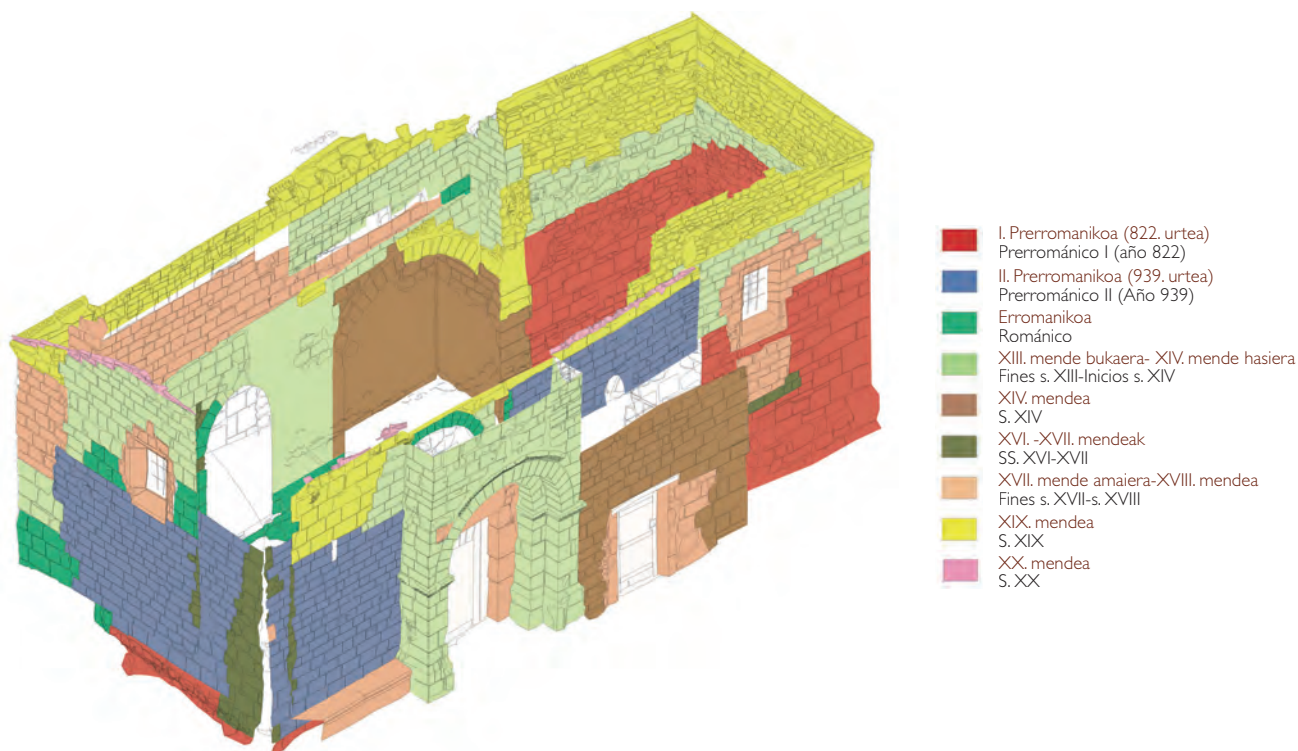 I. Prerromanikoa (822. urtea)
Prerrománico I (año 822)
II. Prerromanikoa (939. urtea)
Prerrománico II (Año 939)
Erromanikoa
Románico
XIII. mende bukaera- XIV. mende hasiera
Fines s. XIII-Inicios s. XIV
XIV. mendea
S. XIV
XVI. -XVII. mendeak
SS. XVI-XVII
XVII. mende amaiera-XVIII. mendea
Fines s. XVII-s. XVIII
XIX. mendea
S. XIX
XX. mendea
S. XX